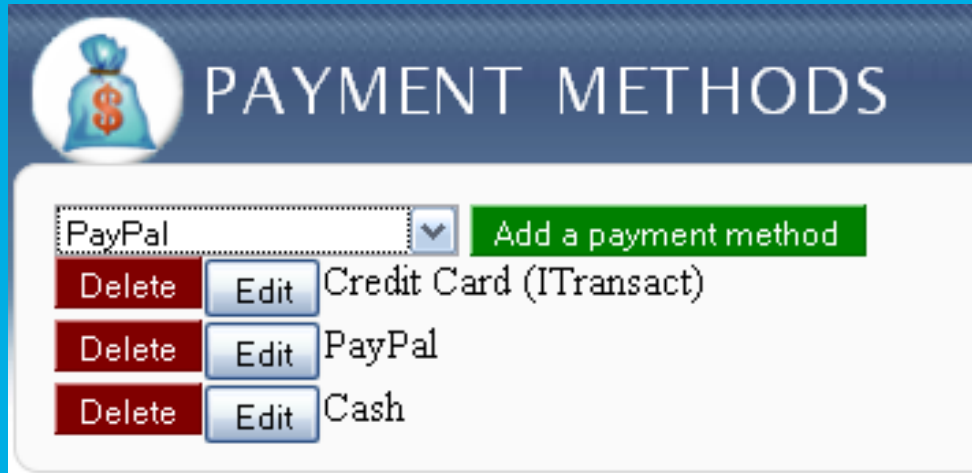 $
PAYMENT METHODS
PayPal Add a payment method
Delete Edit Credit Card (ITransact)
Delete Edit PayPal
Delete Edit Cash